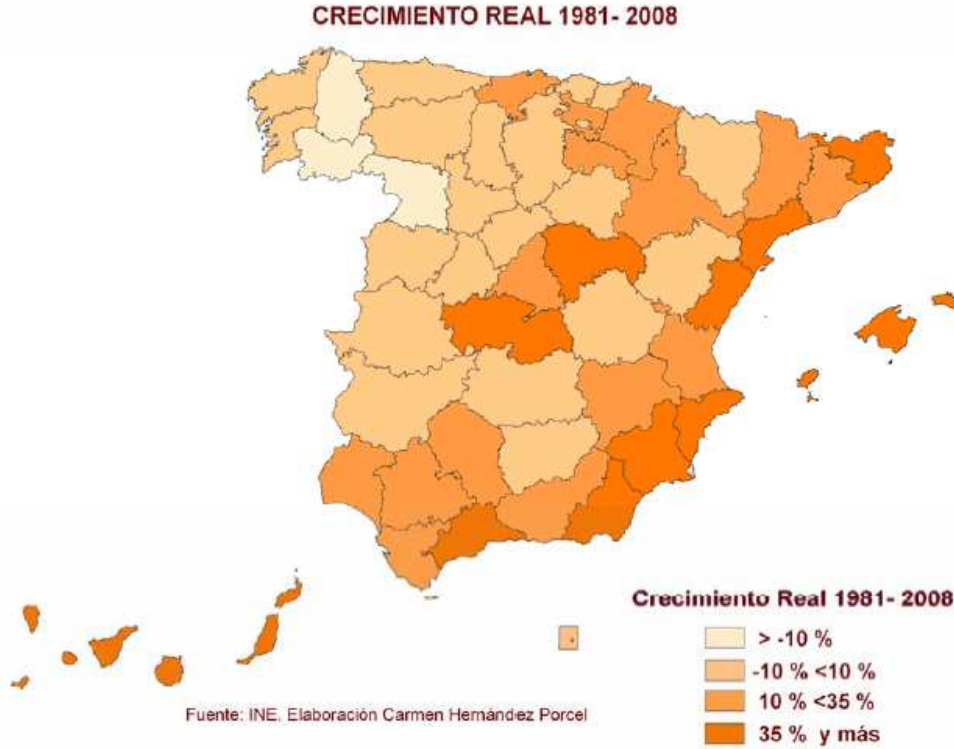 CRECIMIENTO REAL 1981- 2008
Crecimiento Real 1981- 2008
> -10 %
-10 % <10 %
10 % <35 %
35 % y más
Fuente: INE. Elaboración Carmen Hernández Porcel